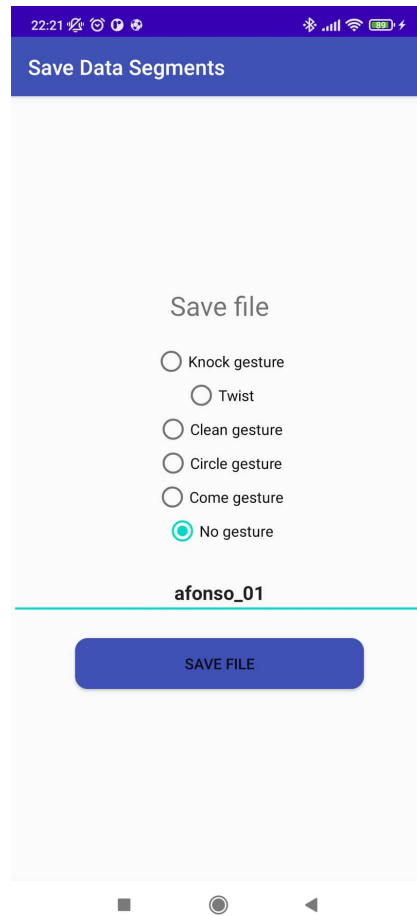 22:21 89
Save Data Segments
Save file
Knock gesture
Twist
Clean gesture
Circle gesture
Come gesture
No gesture
afonso_01
SAVE FILE